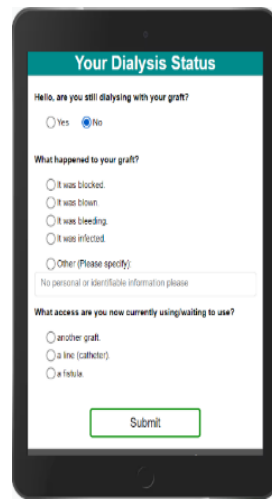 Your Dialysis Status
Hello, are you still dialysing with your graft?
Yes No
What happened to your graft?
It was blocked.
It was blown.
It was bleeding.
It was infected.
Other (Please specify):
No personal or identifiable information please
What access are you now currently using/waiting to use?
another graft.
a line (catheter).
a fistula.
Submit